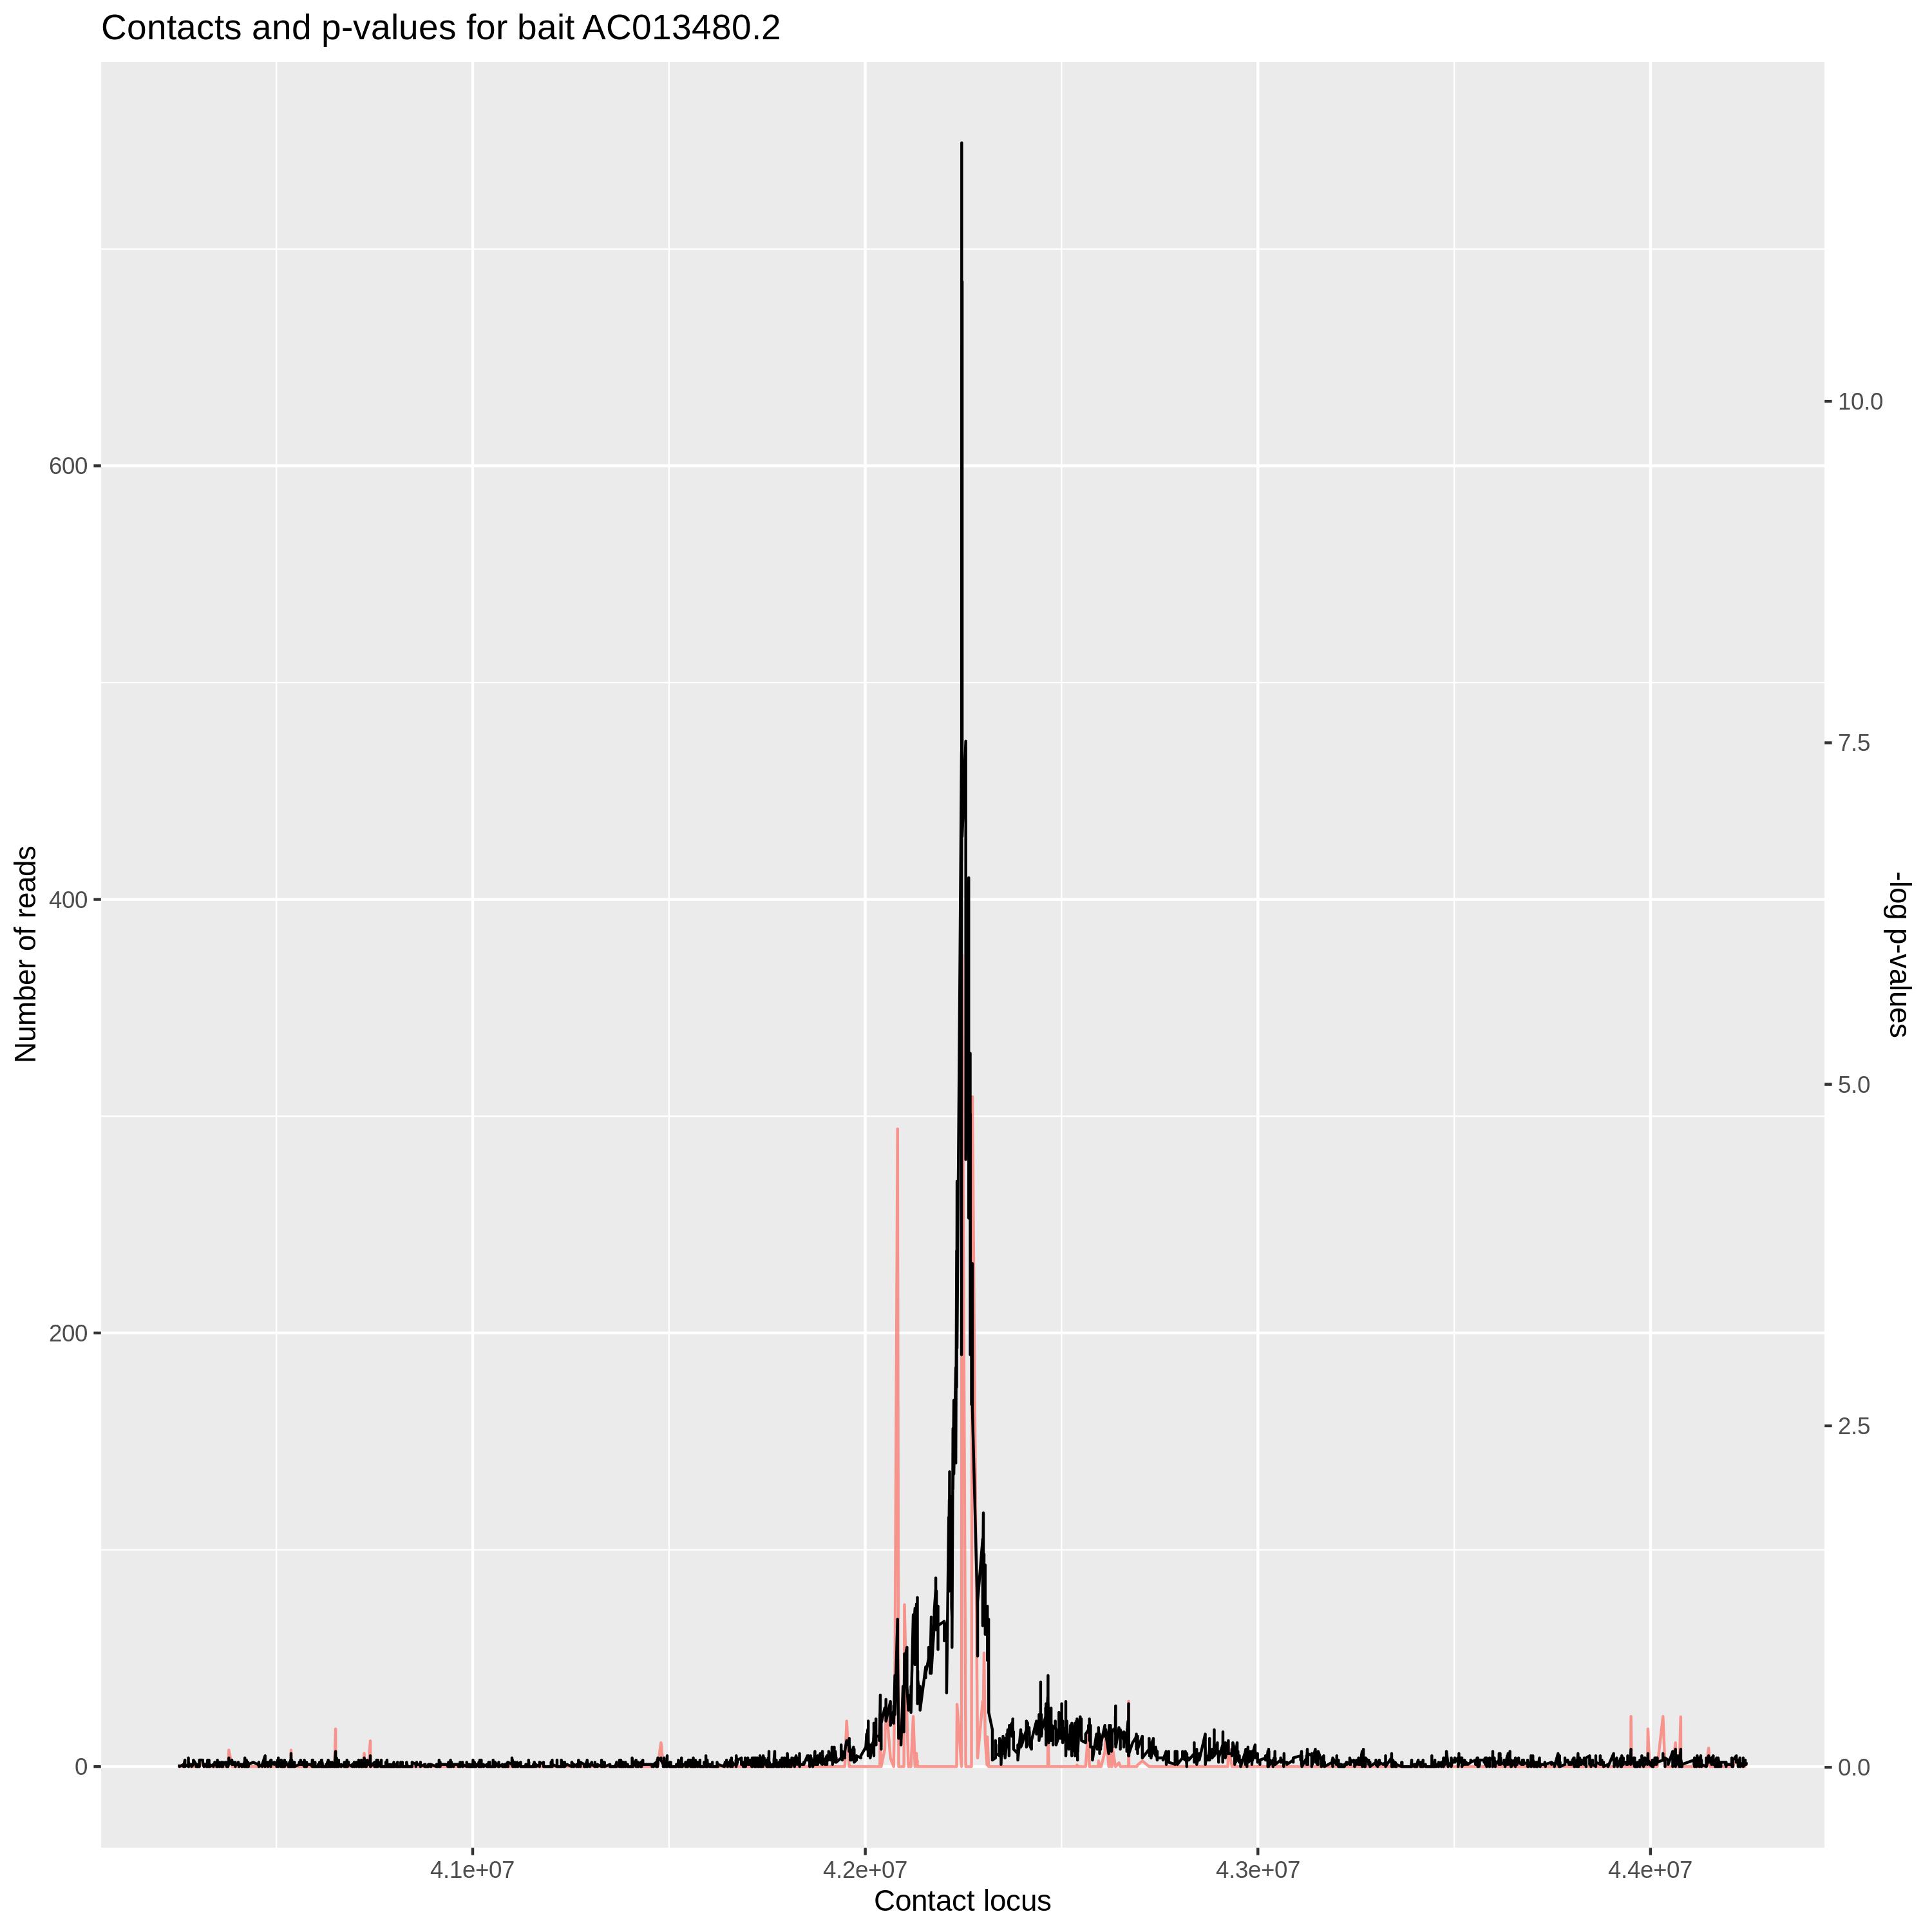 Contacts and p-values for bait AC013480.2
Number of reads
600
400
200
0
10.0
7.5
5.0
2.5
0.0
-log p-values
4.1e+07
4.2e+07
4.3e+07
4.4e+07
Contact locus